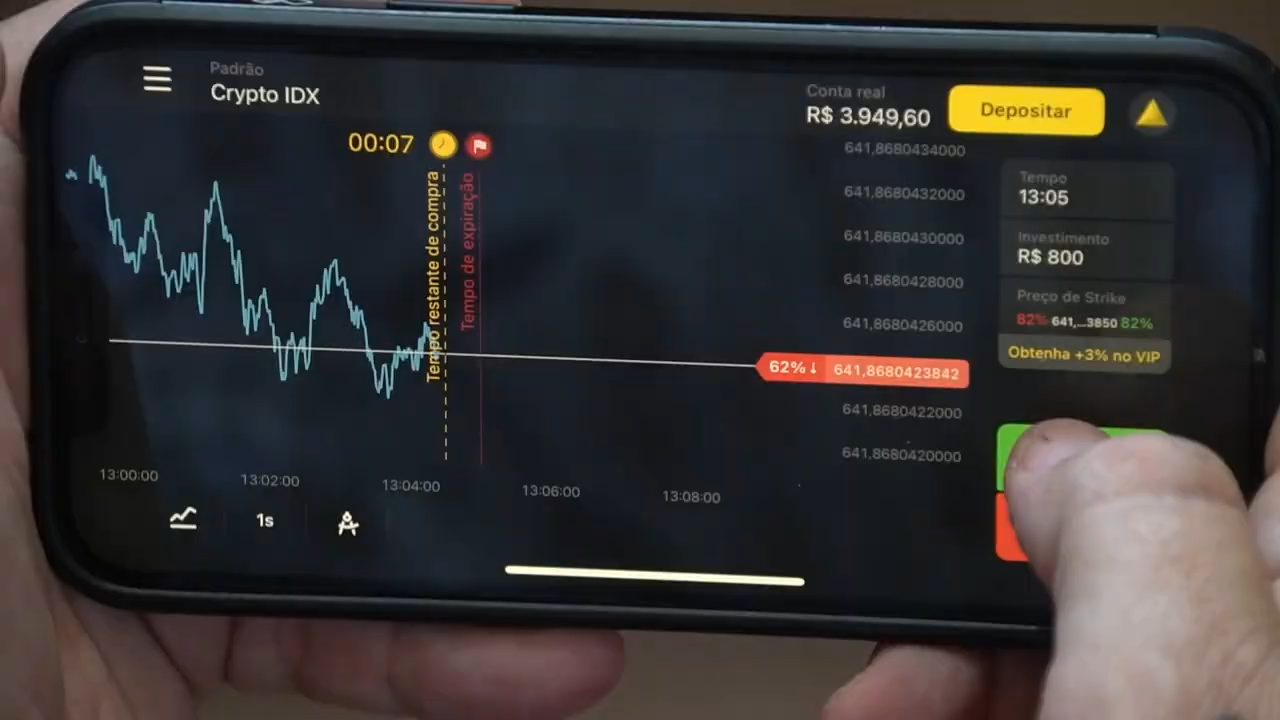 Padrão
Crypto IDX
Conta real
R$ 3.949,60
Depositar
00:07
Tempo restante de compra
Tempo de expiração
641,8680434000
641,8680432000
641,8680430000
641,8680428000
641,8680426000
62%↓ 641,8680423842
641,8680422000
641,8680420000
Tempo
13:05
Investimento
R$ 800
Preço de Strike
82% 641,...3850 82%
Obtenha +3% no VIP
13:00:00
13:02:00
13:04:00
13:06:00
13:08:00
1s